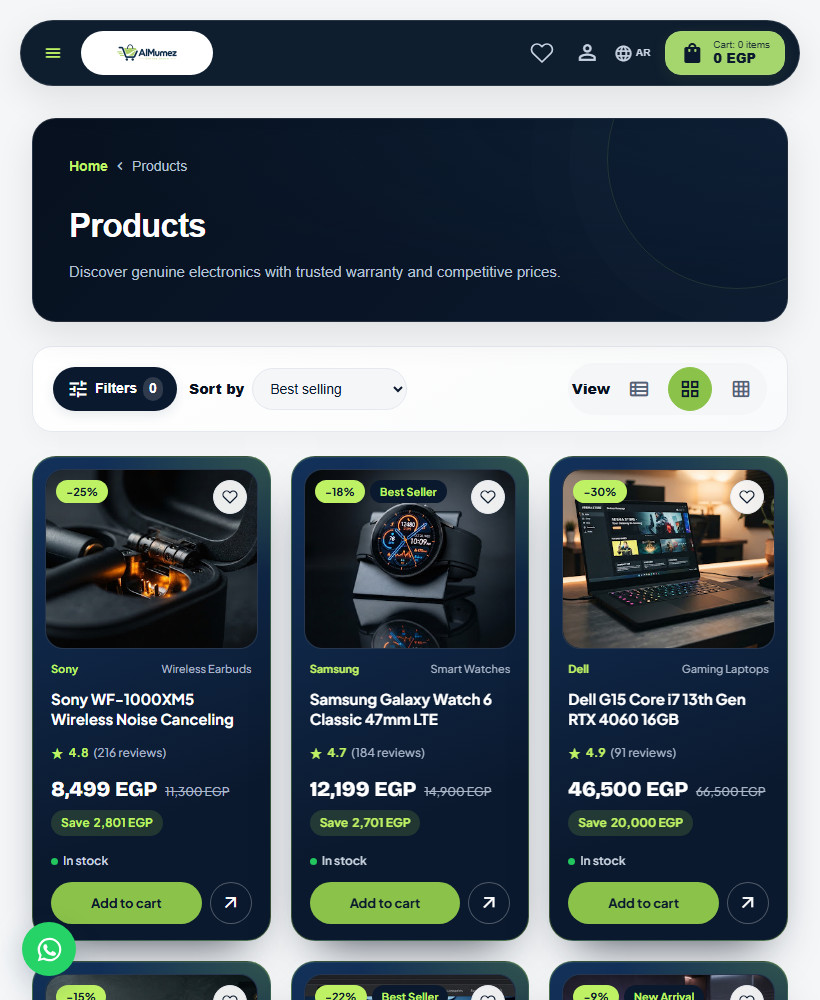 AlMumez
AR
Cart: 0 items
0 EGP
Home < Products
Products
Discover genuine electronics with trusted warranty and competitive prices.
Filters 0
Sort by
Best selling
View
-25%
-18%
Best Seller
-30%
Sony
Wireless Earbuds
Sony WF-1000XM5
Wireless Noise Canceling
★ 4.8 (216 reviews)
8,499 EGP 11,300 EGP
Save 2,801 EGP
In stock
Add to cart
Samsung
Smart Watches
Samsung Galaxy Watch 6
Classic 47mm LTE
★ 4.7 (184 reviews)
12,199 EGP 14,900 EGP
Save 2,701 EGP
In stock
Add to cart
Dell
Gaming Laptops
Dell G15 Core i7 13th Gen
RTX 4060 16GB
★ 4.9 (91 reviews)
46,500 EGP 66,500 EGP
Save 20,000 EGP
In stock
Add to cart
-15%
-22%
Best Seller
-9%
New Arrival